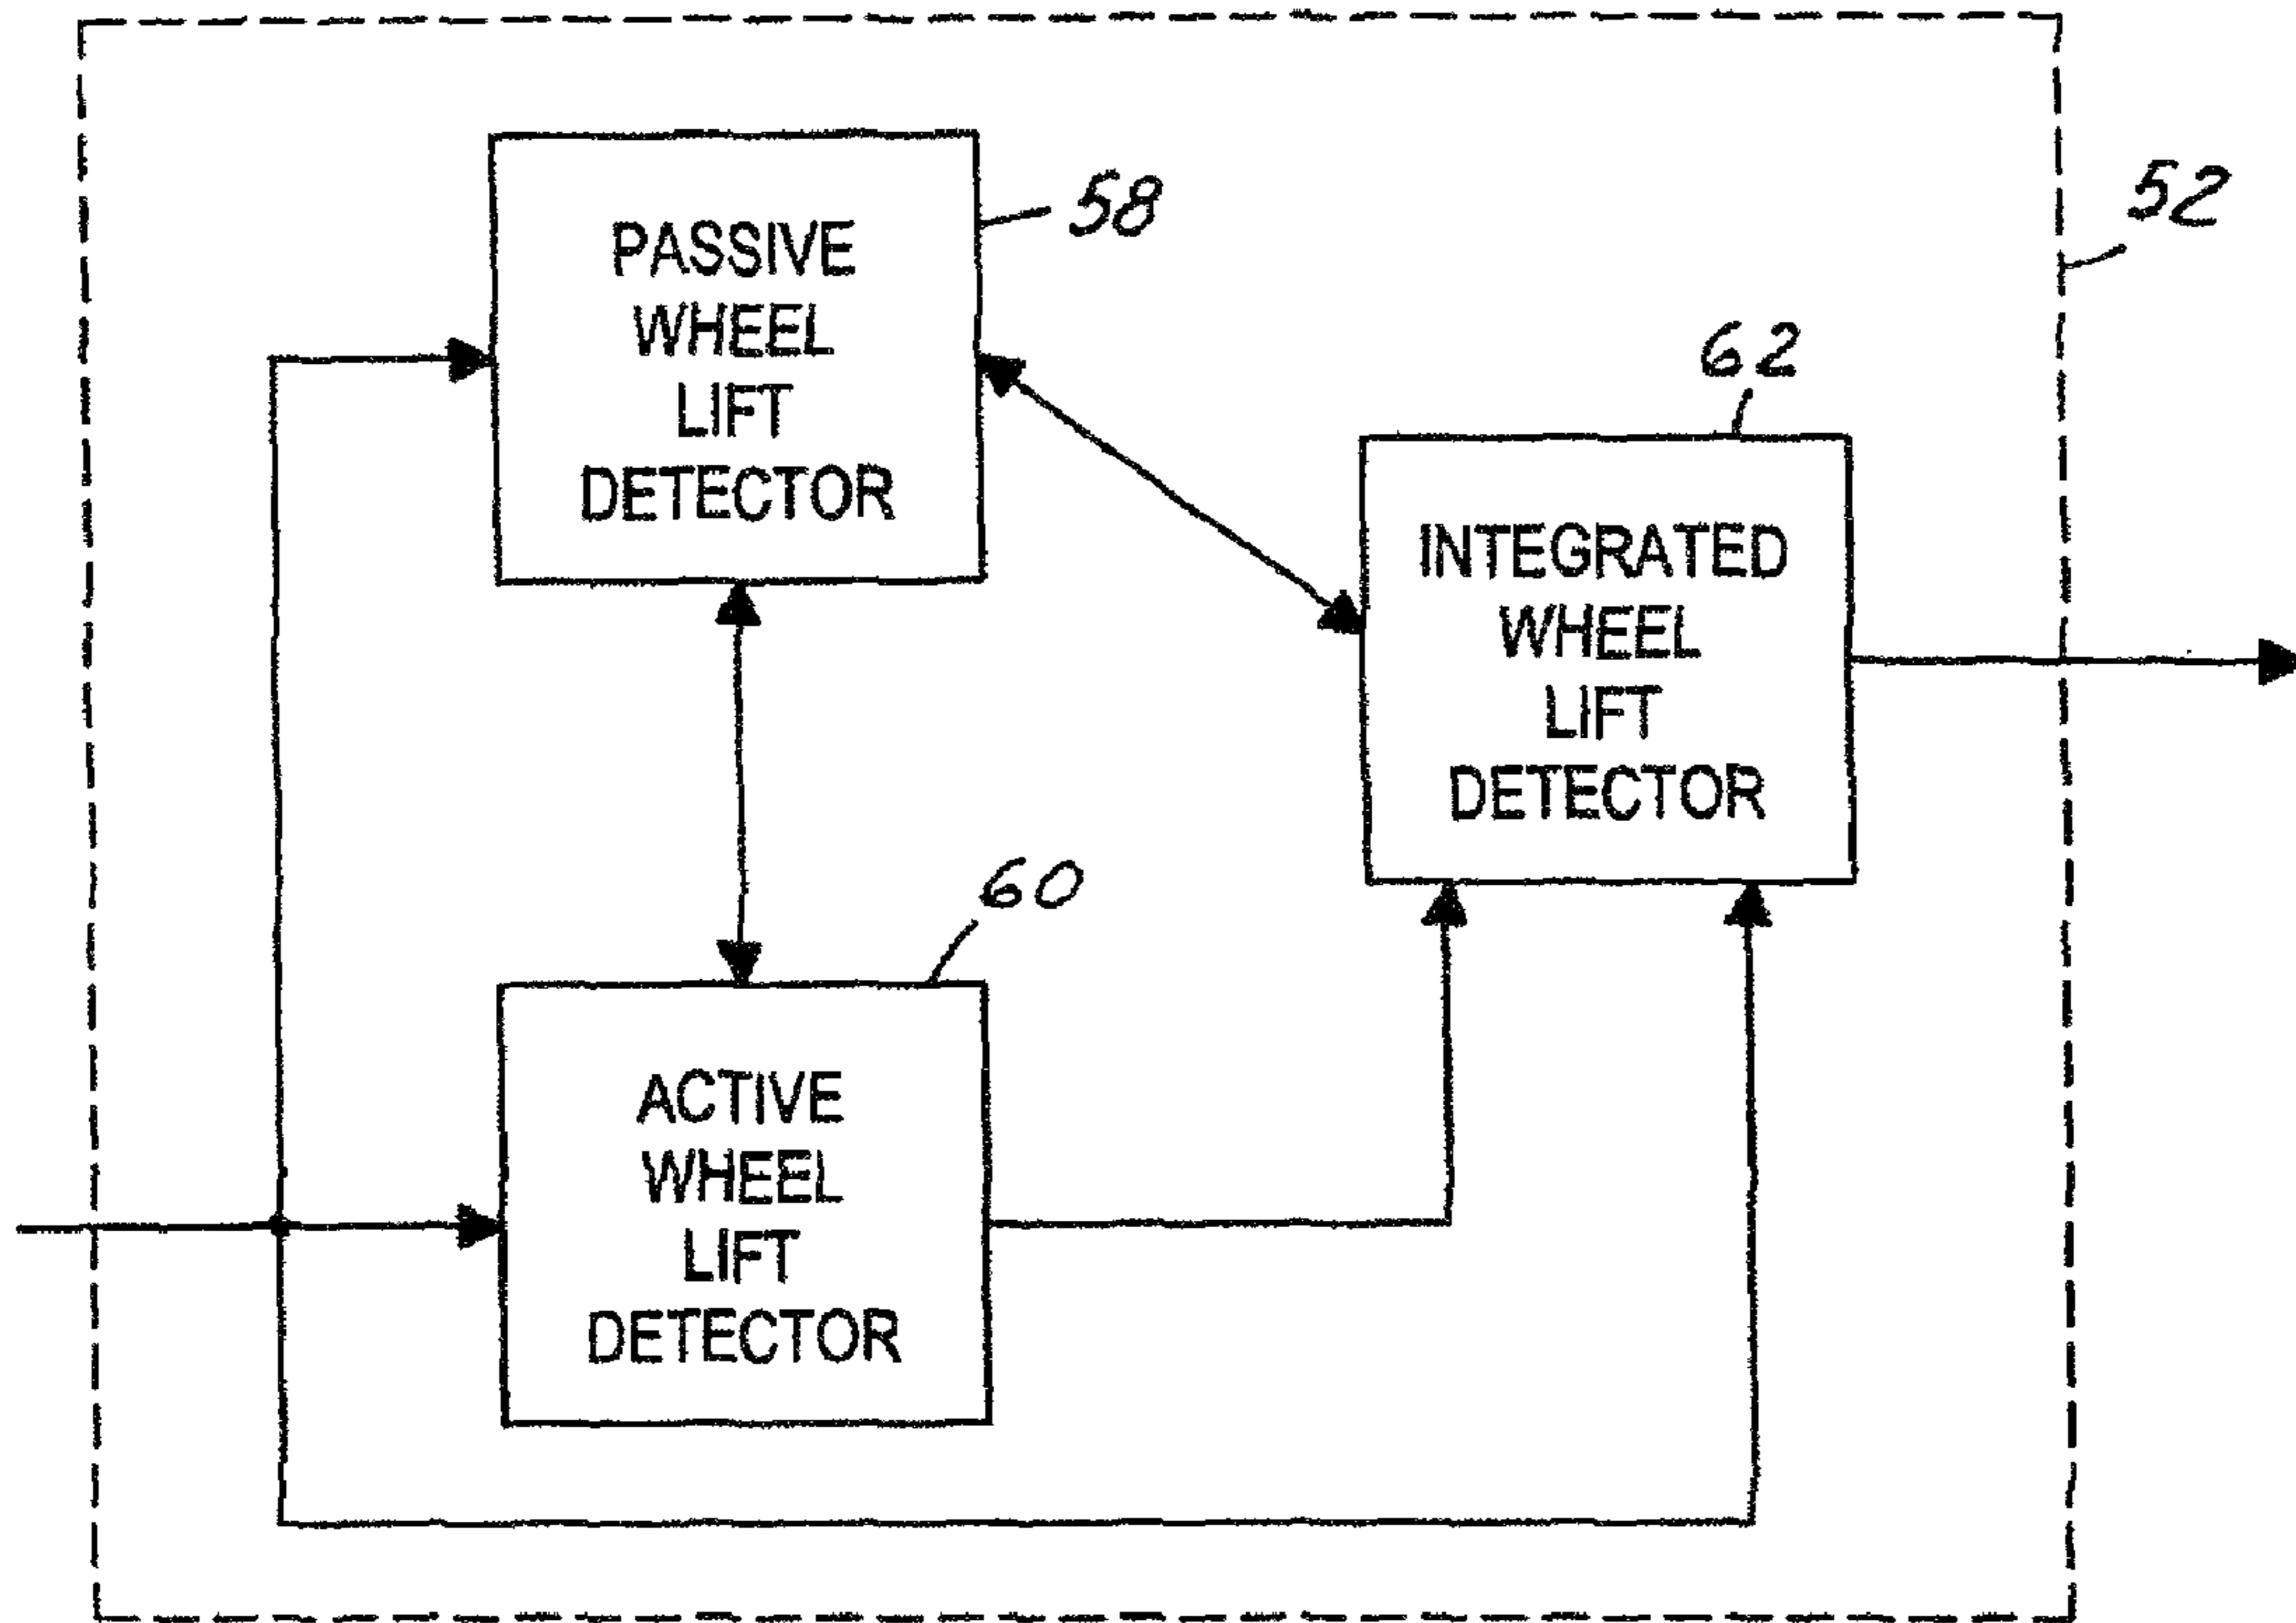 PASSIVE
WHEEL
LIFT
DETECTOR
58
52
62
INTEGRATED
WHEEL
LIFT
DETECTOR
60
ACTIVE
WHEEL
LIFT
DETECTOR